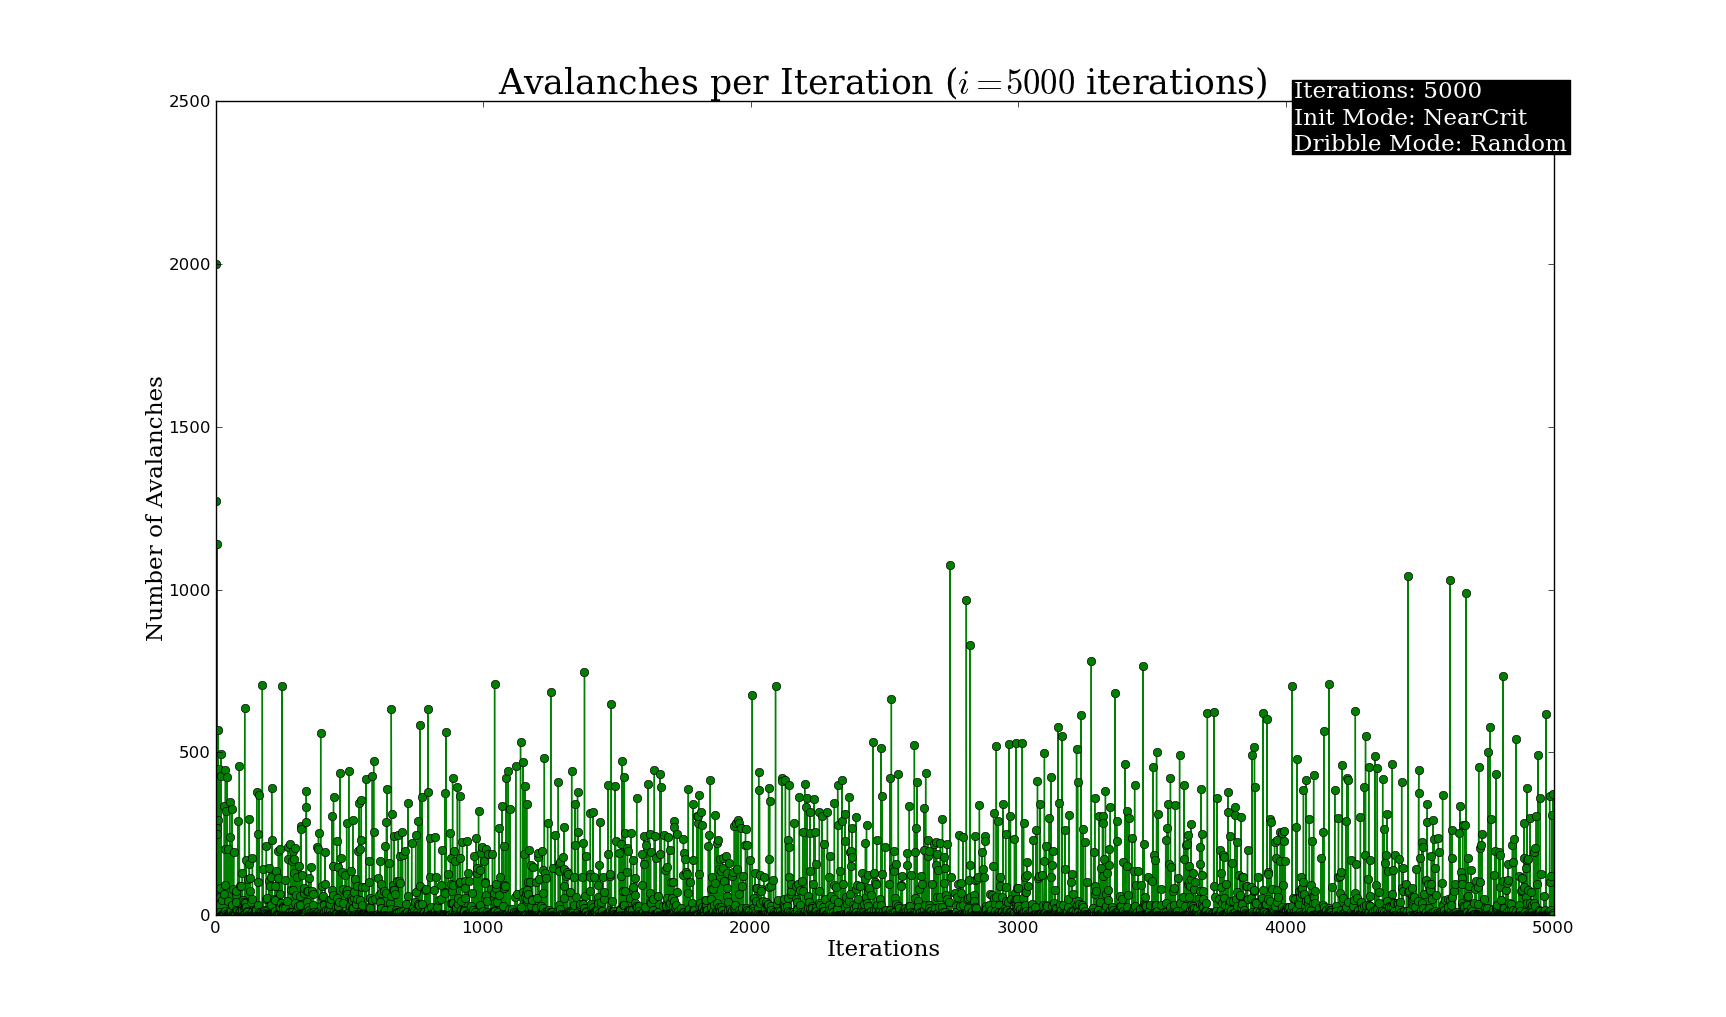 Avalanches per Iteration (i = 5000 iterations)
Iterations: 5000
Init Mode: NearCrit
Dribble Mode: Random
2500
2000
1500
1000
500
0
Number of Avalanches
0 1000 2000 3000 4000 5000
Iterations